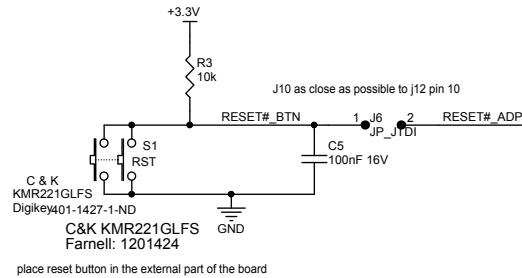 +3.3V
R3
10k
J10 as close as possible to j12 pin 10
RESET#_BTN
1
J6
2
RESET#_ADP
JP_JTDI
S1
RST
C5
100nF 16V
C & K
KMR221GLFS
Digikey401-1427-1-ND
C&K KMR221GLFS
Farnell: 1201424
GND
place reset button in the external part of the board